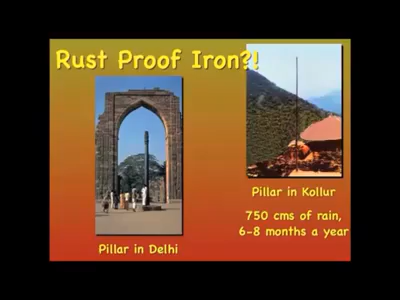 Rust Proof Iron?!
Pillar in Kollur
750 cms of rain,
6-8 months a year
Pillar in Delhi